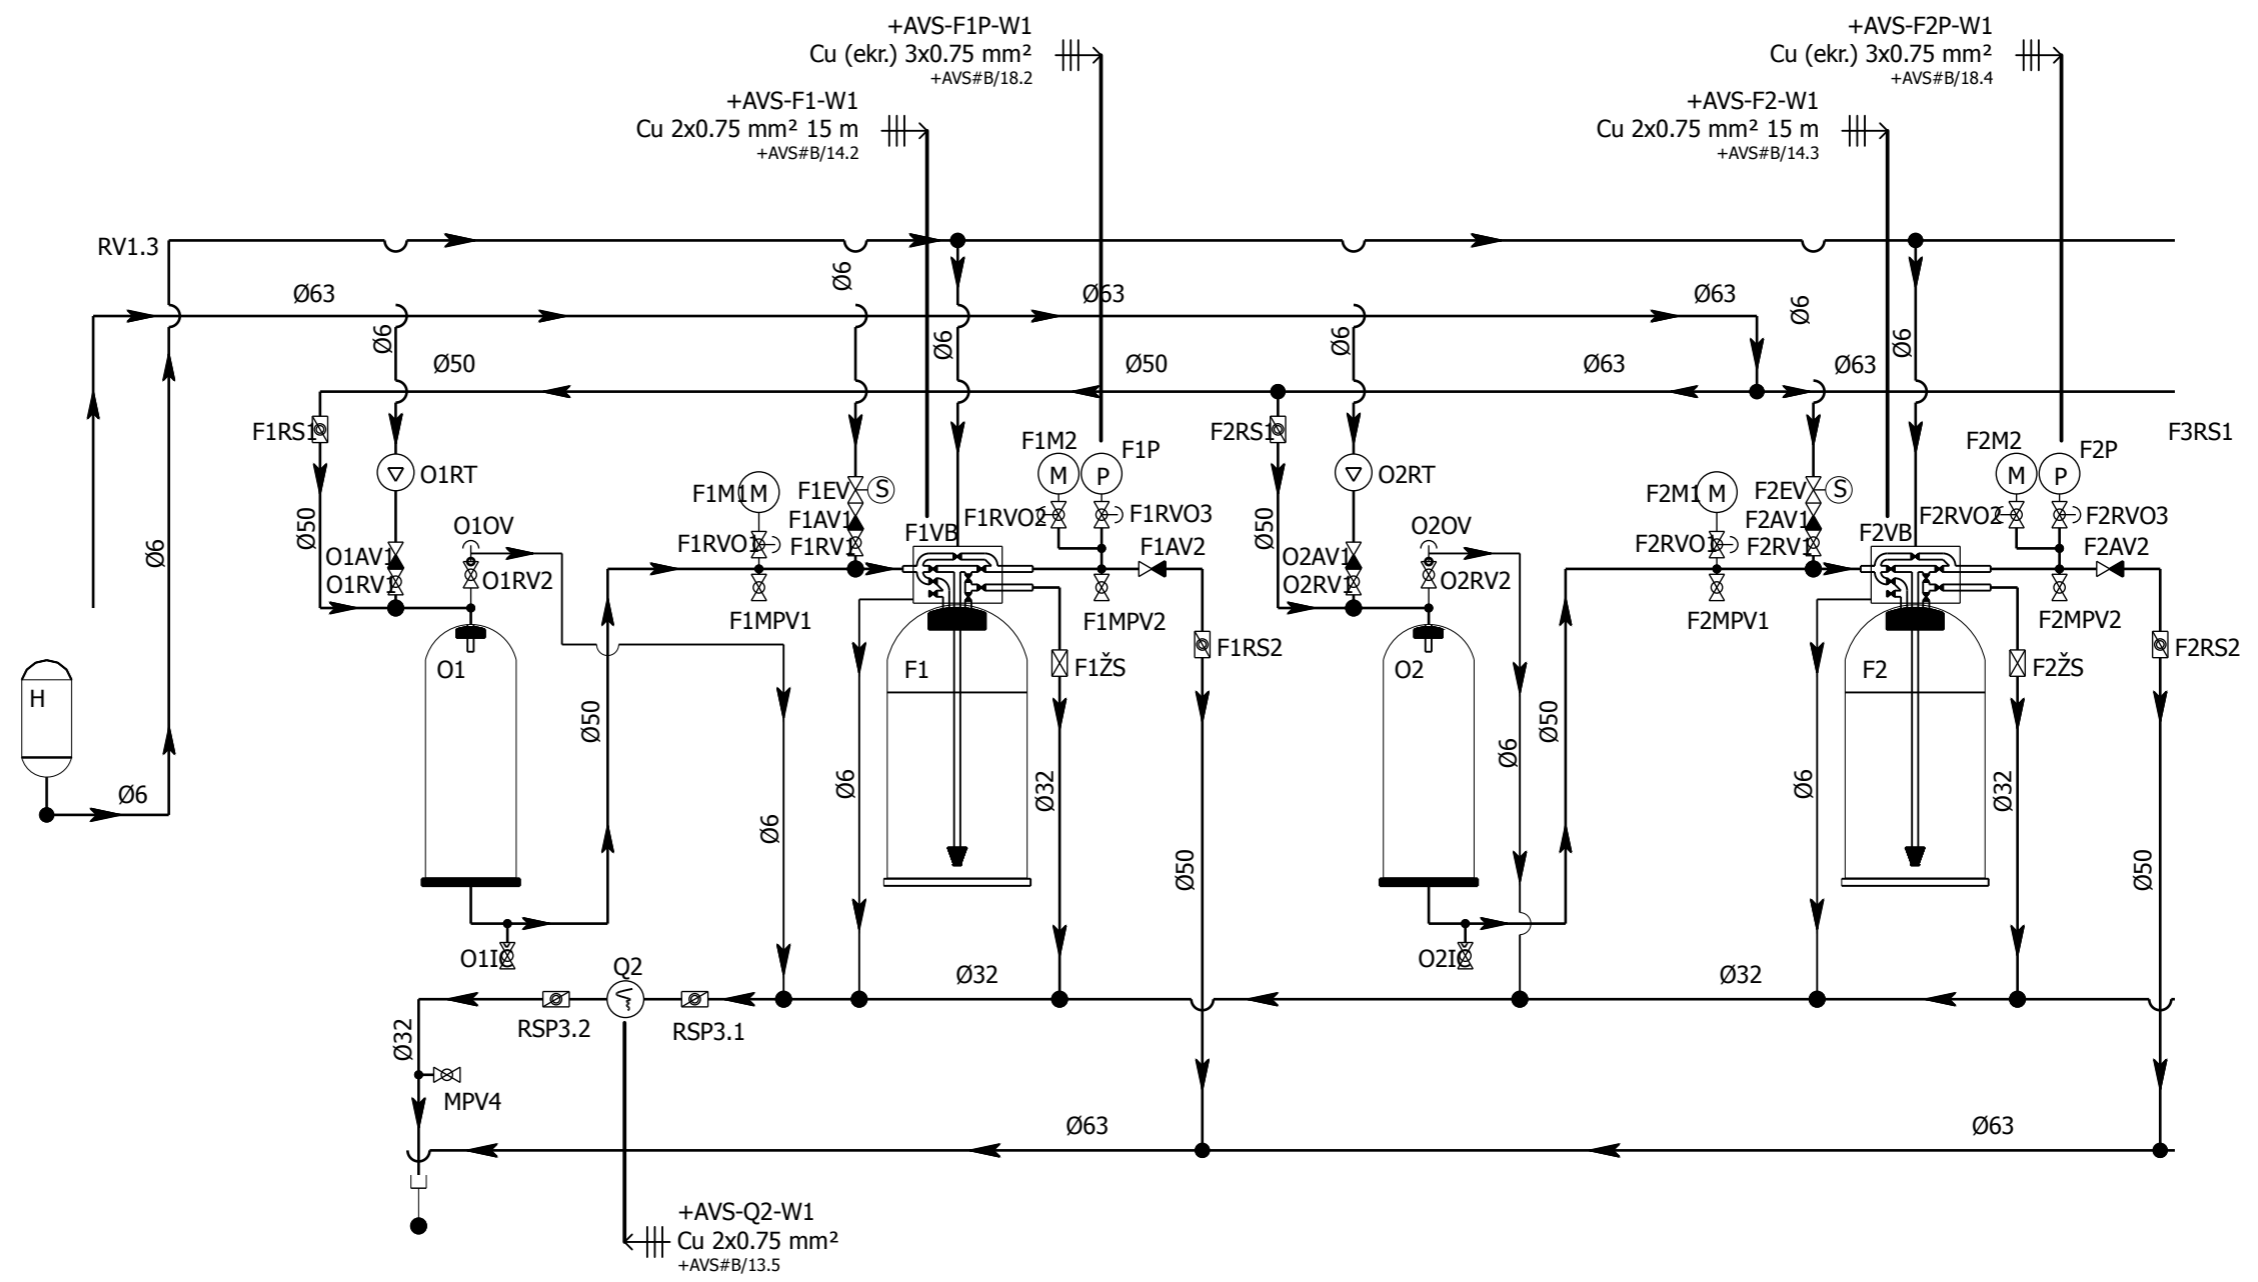 +AVS-F1P-W1
Cu (ekr.) 3x0.75 mm²
+AVS#B/18.2
+AVS-F2P-W1
Cu (ekr.) 3x0.75 mm²
+AVS#B/18.4
+AVS-F1-W1
Cu 2x0.75 mm² 15 m
+AVS#B/14.2
+AVS-F2-W1
Cu 2x0.75 mm² 15 m
+AVS#B/14.3
RV1.3
Ø6
Ø63
Ø63
Ø63
Ø6
Ø6
Ø6
Ø6
Ø6
Ø50
Ø50
Ø63
Ø63
F1RS1
F1M2
F1P
M
P
F2RS1
F2M2
F2P
M
P
F3RS1
O1RT
F1M1
M
F1EV
S
O2RT
F2M1
M
F2EV
S
Ø50
O1OV
F1AV1
F1RVO2
F1RVO3
Ø50
O2OV
F2AV1
F2RVO2
F2RVO3
Ø6
O1AV1
F1RVO1
F1RV1
F1VB
F1AV2
O2AV1
F2RVO1
F2RV1
F2VB
F2AV2
O1RV1
O1RV2
O2RV1
O2RV2
F1MPV1
F1MPV2
F2MPV1
F2MPV2
O1
F1
F1ŽS
F1RS2
O2
F2
F2ŽS
F2RS2
H
Ø50
Ø50
Ø6
Ø6
Ø6
Ø32
Ø6
Ø32
Ø6
Ø50
Ø50
O1IČ
O2IČ
Q2
Ø32
Ø32
RSP3.2
RSP3.1
Ø32
MPV4
Ø63
Ø63
+AVS-Q2-W1
Cu 2x0.75 mm²
+AVS#B/13.5